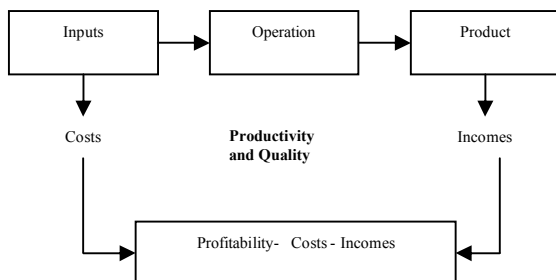 Inputs
Operation
Product
Costs
Productivity
and Quality
Incomes
Profitability- Costs - Incomes